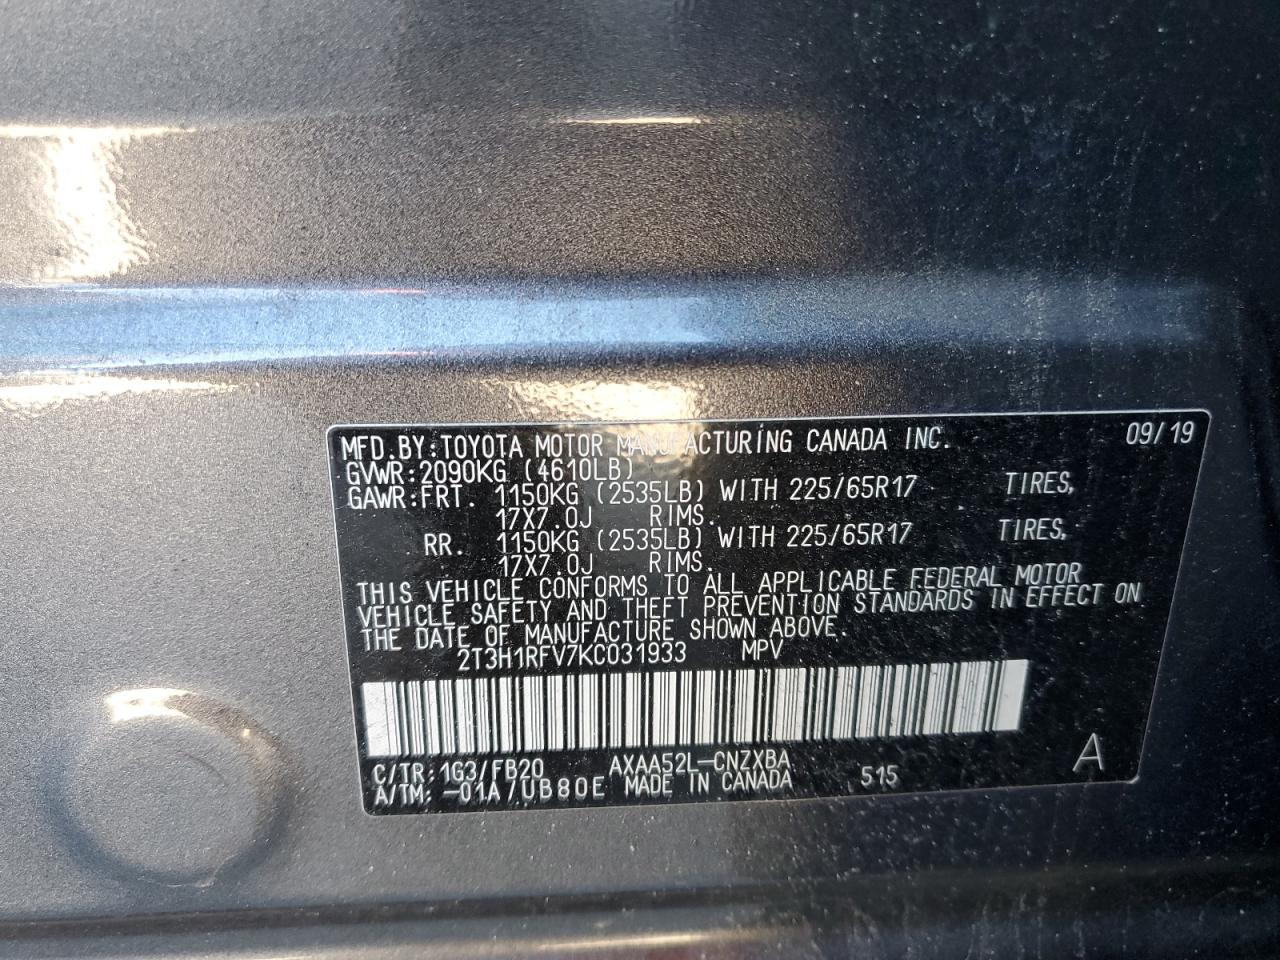 MFD.BY:TOYOTA MOTOR MANUFACTURING CANADA INC. 09/19
GVWR:2090KG (4610LB)
GAWR:FRT. 1150KG (2535LB) WITH 225/65R17 TIRES,
17X7.0J RIMS.
RR. 1150KG (2535LB) WITH 225/65R17 TIRES,
17X7.0J RIMS.
THIS VEHICLE CONFORMS TO ALL APPLICABLE FEDERAL MOTOR
VEHICLE SAFETY AND THEFT PREVENTION STANDARDS IN EFFECT ON
THE DATE OF MANUFACTURE SHOWN ABOVE.
2T3H1RFV7KC031933 MPV
C/TR:1G3/FB20 AXAA52L-CNZXBA
A/TM:-01A/UB80E MADE IN CANADA 515 A